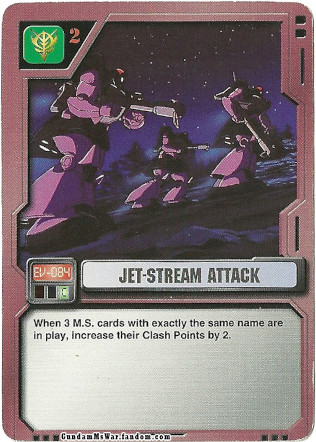 2
EV-084
C
JET-STREAM ATTACK
When 3 M.S. cards with exactly the same name are
in play, increase their Clash Points by 2.
GundamMsWar.fandom.com